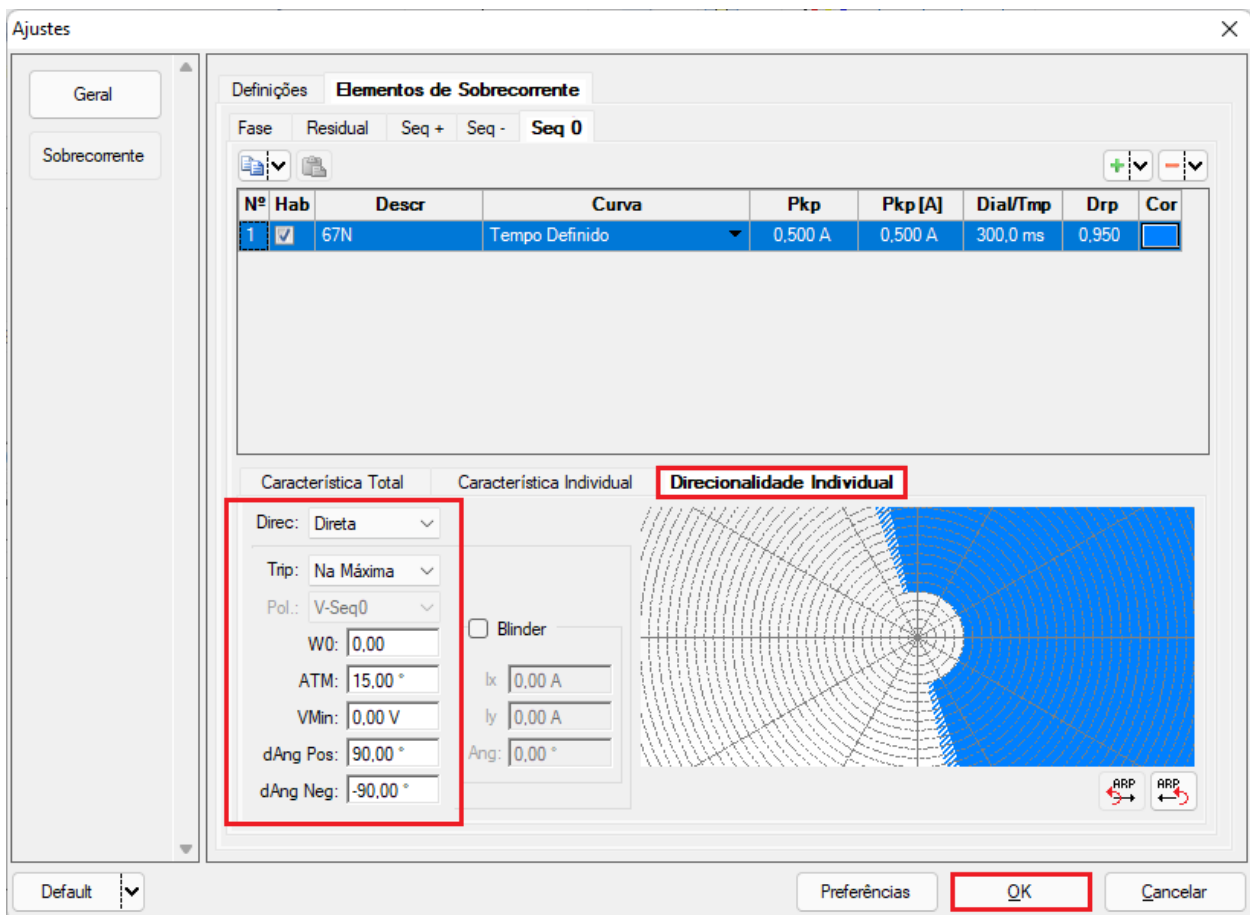 Ajustes
Geral
Sobrecorrente
Definições Elementos de Sobrecorrente
Fase Residual Seq + Seq - Seq 0
Nº Hab Descr Curva Pkp Pkp [A] Dial/Tmp Drp Cor
1 67N Tempo Definido 0,500 A 0,500 A 300,0 ms 0,950
Característica Total Característica Individual Direcionalidade Individual
Direc: Direta
Trip: Na Máxima
Pol.: V-Seq0
W0: 0,00
ATM: 15,00 °
VMin: 0,00 V
dAng Pos: 90,00 °
dAng Neg: -90,00 °
Blinder
Ix 0,00 A
Iy 0,00 A
Ang: 0,00 °
ARP ARP
Default Preferências OK Cancelar